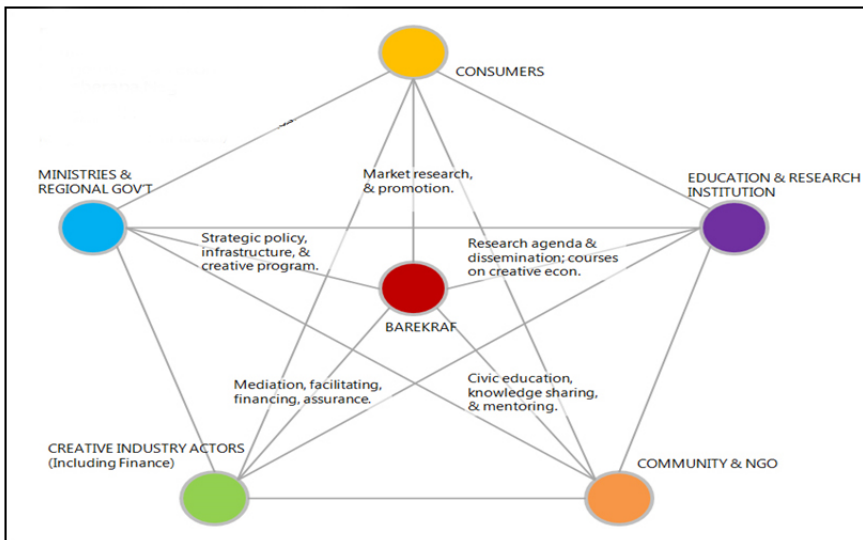 CONSUMERS
MINISTRIES &
REGIONAL GOV'T
Market research,
& promotion.
EDUCATION & RESEARCH
INSTITUTION
Strategic policy,
infrastructure, &
creative program.
Research agenda &
dissemination; courses
on creative econ.
BAREKRAF
Mediation, facilitating,
financing, assurance.
Civic education,
knowledge sharing,
& mentoring.
CREATIVE INDUSTRY ACTORS
(Including Finance)
COMMUNITY & NGO